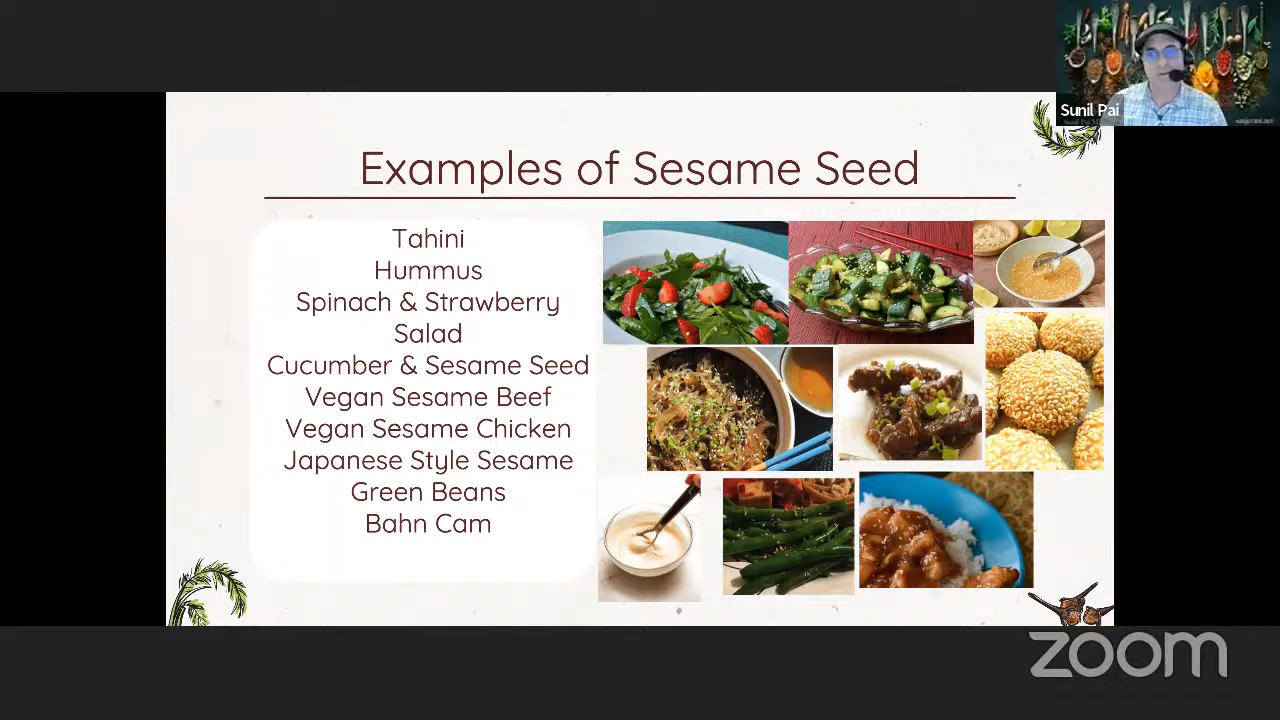 Sunil Pai
Examples of Sesame Seed
Tahini
Hummus
Spinach & Strawberry
Salad
Cucumber & Sesame Seed
Vegan Sesame Beef
Vegan Sesame Chicken
Japanese Style Sesame
Green Beans
Bahn Cam
zoom